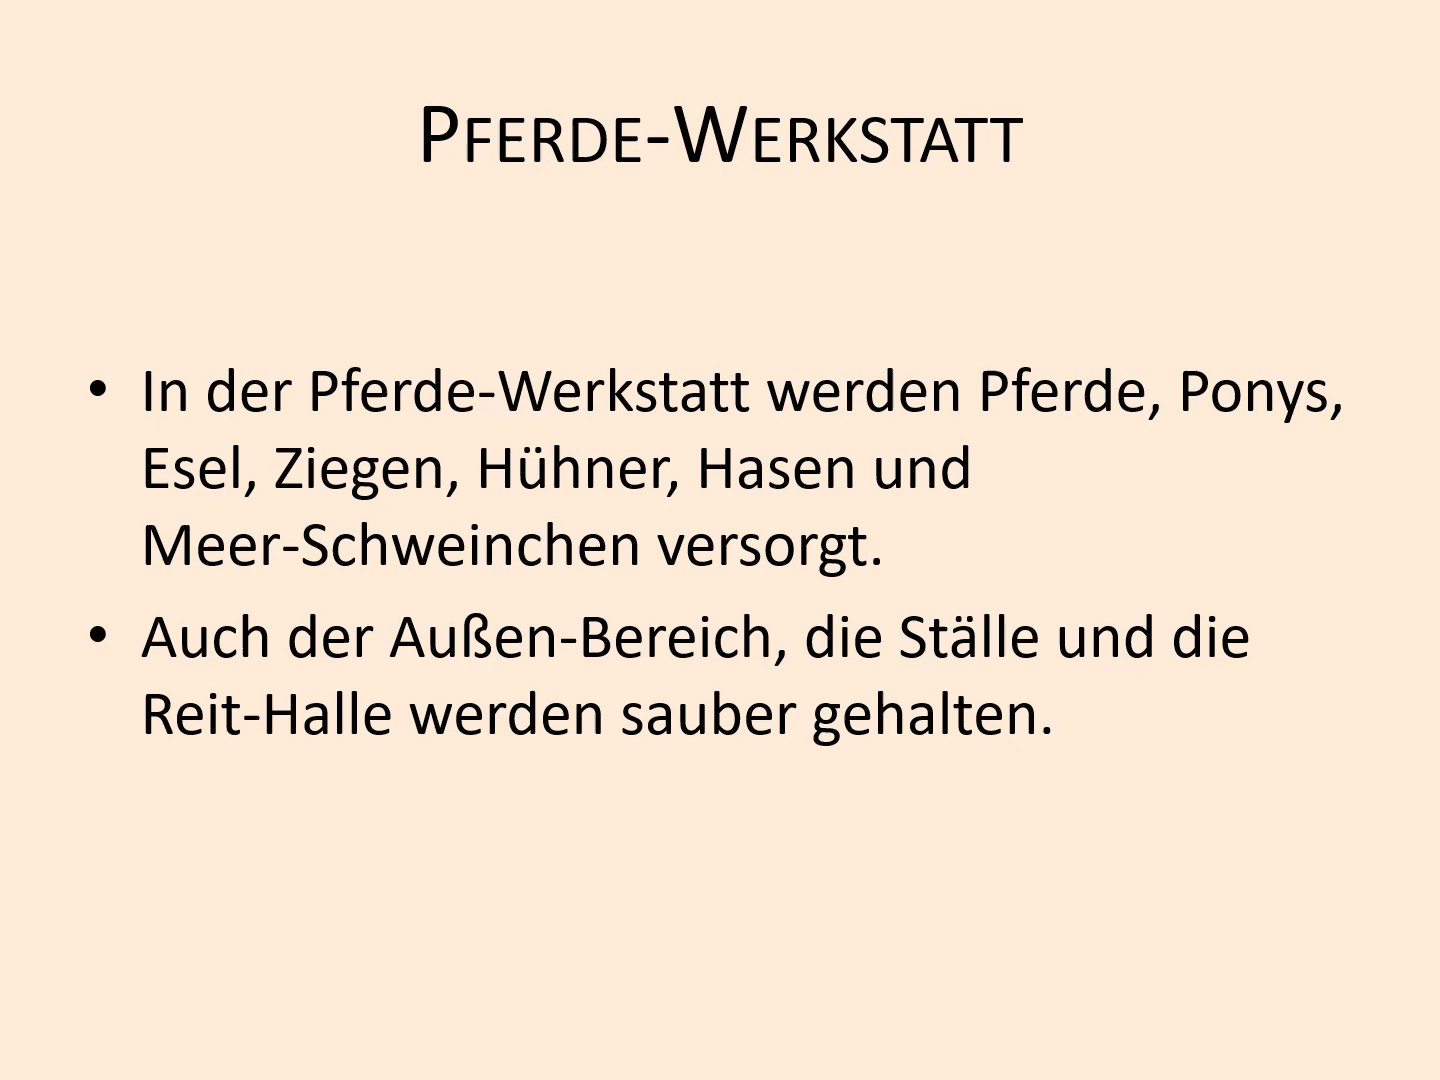 PFERDE-WERKSTATT
• In der Pferde-Werkstatt werden Pferde, Ponys,
Esel, Ziegen, Hühner, Hasen und
Meer-Schweinchen versorgt.
• Auch der Außen-Bereich, die Ställe und die
Reit-Halle werden sauber gehalten.